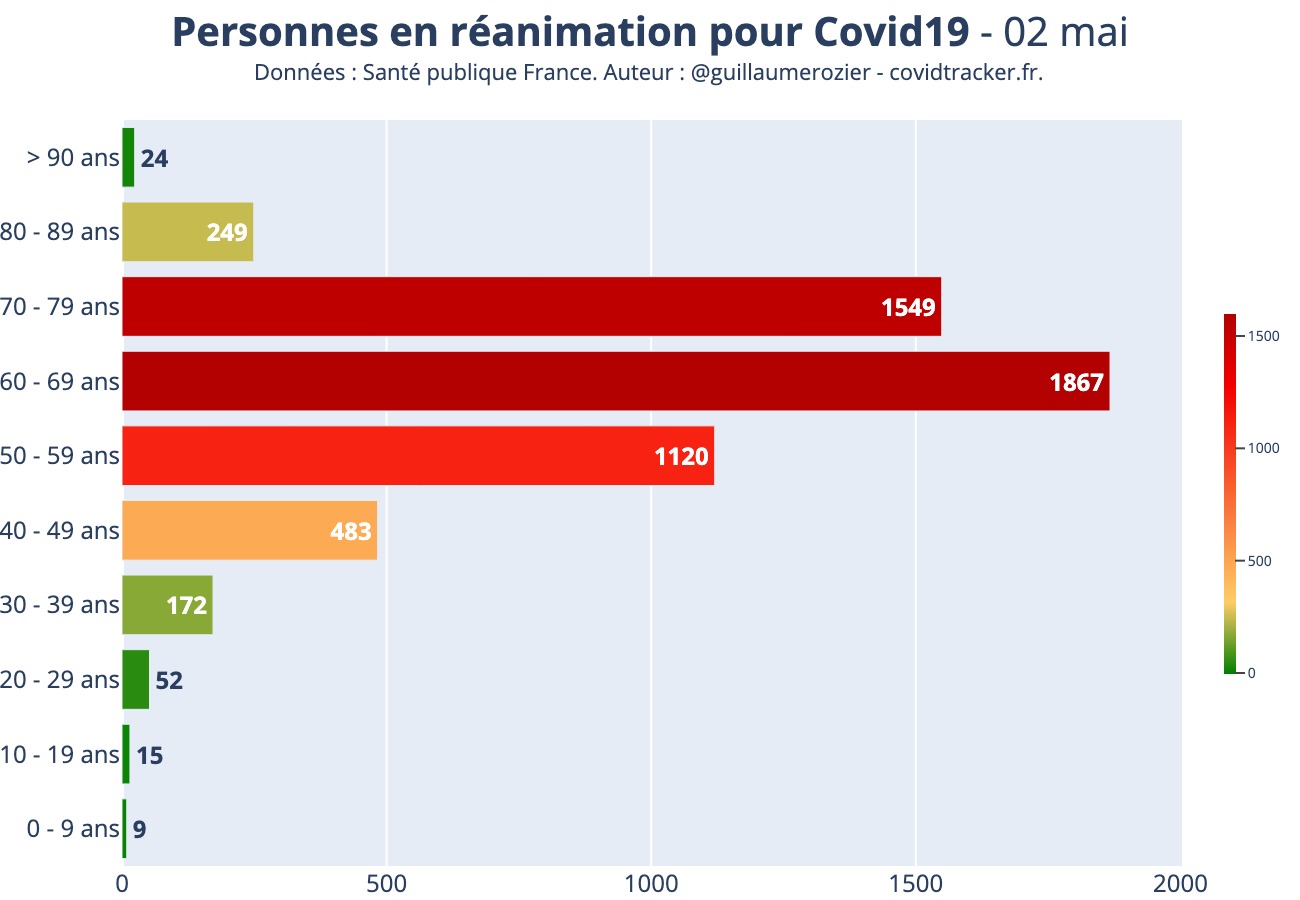 Personnes en réanimation pour Covid19 - 02 mai
Données : Santé publique France. Auteur : @guillaumerozier - covidtracker.fr.
> 90 ans 24
80 - 89 ans 249
70 - 79 ans 1549
60 - 69 ans 1867
50 - 59 ans 1120
40 - 49 ans 483
30 - 39 ans 172
20 - 29 ans 52
10 - 19 ans 15
0 - 9 ans 9
0 500 1000 1500 2000
1500
1000
500
0